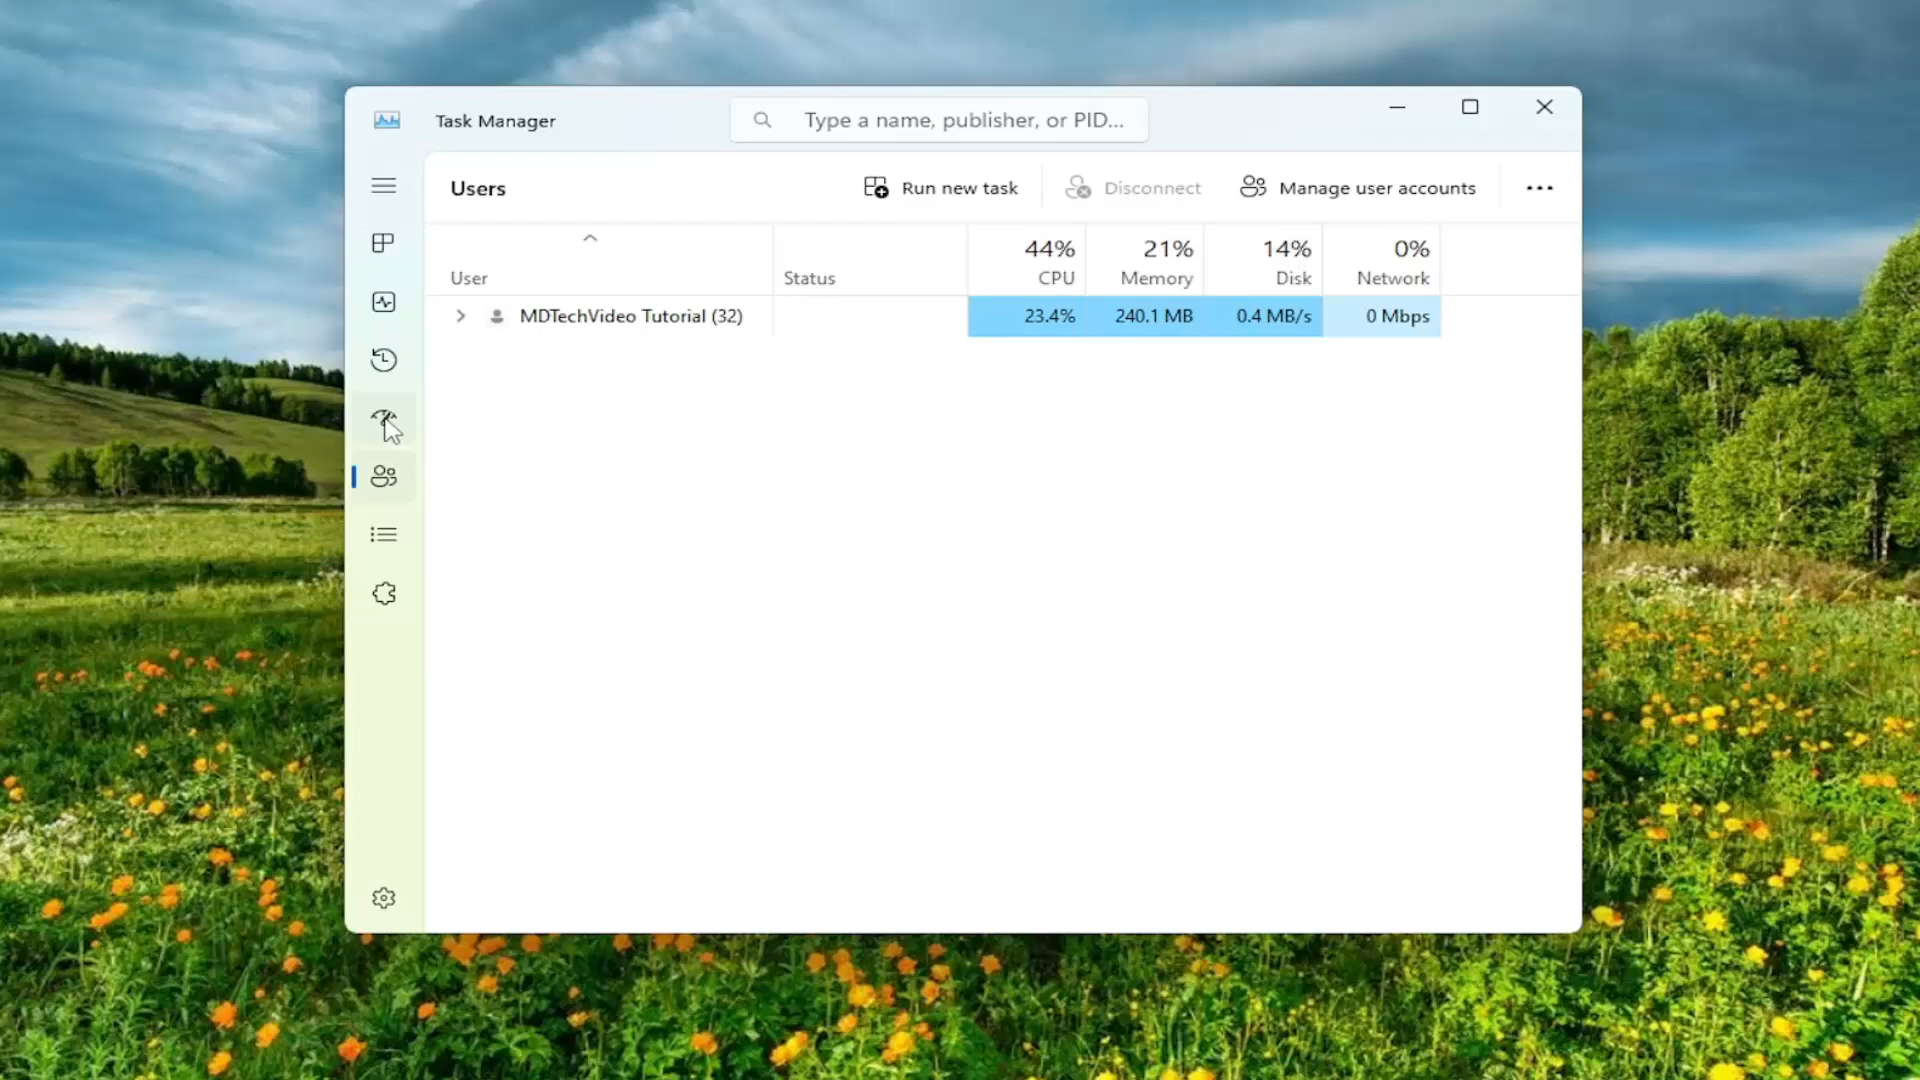 Task Manager
Type a name, publisher, or PID...
Users
Run new task
Disconnect
Manage user accounts
44% 21% 14% 0%
User Status CPU Memory Disk Network
MDTechVideo Tutorial (32) 23.4% 240.1 MB 0.4 MB/s 0 Mbps